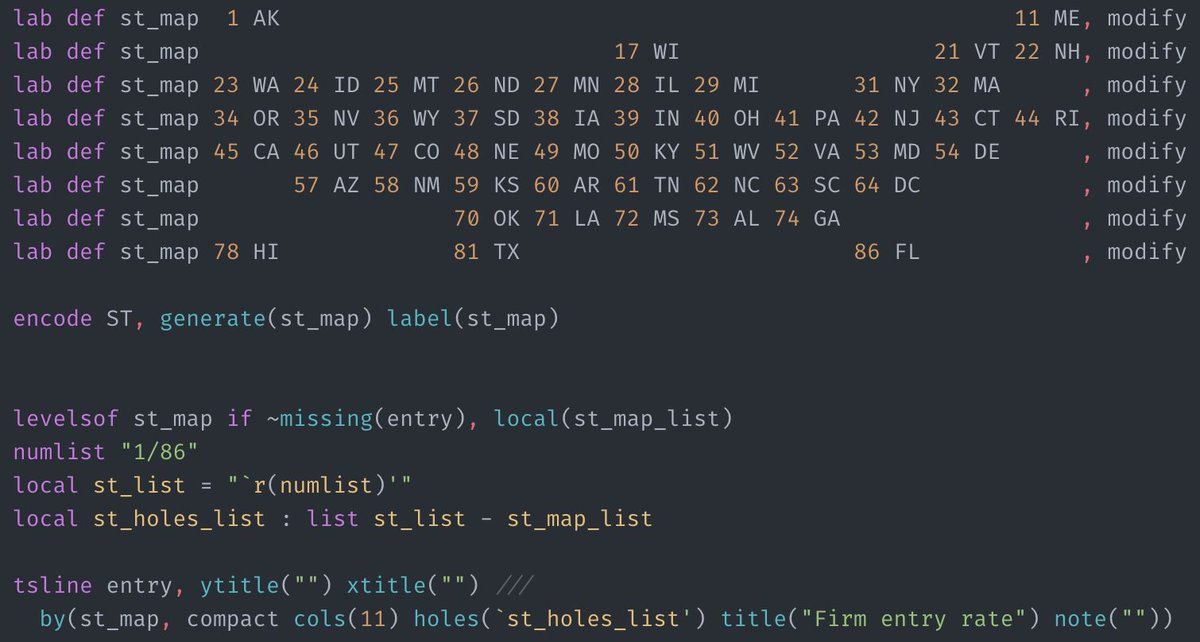 lab def st_map  1 AK                                                        11 ME, modify
lab def st_map                               17 WI                   21 VT 22 NH, modify
lab def st_map 23 WA 24 ID 25 MT 26 ND 27 MN 28 IL 29 MI       31 NY 32 MA      , modify
lab def st_map 34 OR 35 NV 36 WY 37 SD 38 IA 39 IN 40 OH 41 PA 42 NJ 43 CT 44 RI, modify
lab def st_map 45 CA 46 UT 47 CO 48 NE 49 MO 50 KY 51 WV 52 VA 53 MD 54 DE      , modify
lab def st_map       57 AZ 58 NM 59 KS 60 AR 61 TN 62 NC 63 SC 64 DC            , modify
lab def st_map                   70 OK 71 LA 72 MS 73 AL 74 GA                  , modify
lab def st_map 78 HI             81 TX                         86 FL            , modify

encode ST, generate(st_map) label(st_map)


levelsof st_map if ~missing(entry), local(st_map_list)
numlist "1/86"
local st_list = "`r(numlist)'"
local st_holes_list : list st_list - st_map_list

tsline entry, ytitle("") xtitle("") ///
  by(st_map, compact cols(11) holes(`st_holes_list') title("Firm entry rate") note(""))